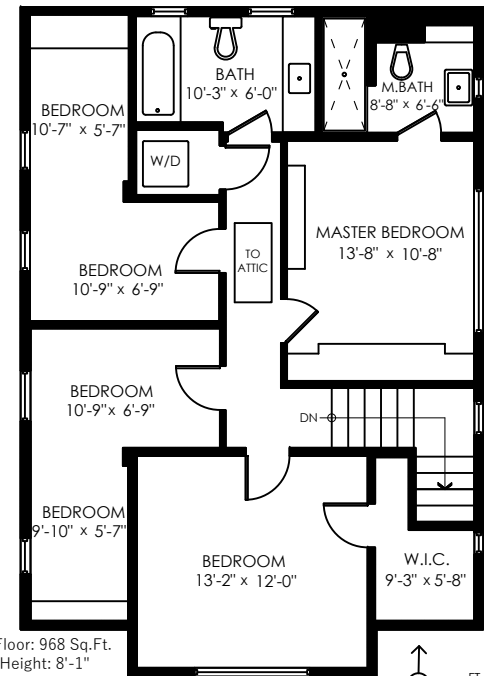 BATH
10'-3" x 6'-0"
M.BATH
8'-8" x 6'-6"
BEDROOM
10'-7" x 5'-7"
W/D
MASTER BEDROOM
13'-8" x 10'-8"
TO
ATTIC
BEDROOM
10'-9" x 6'-9"
BEDROOM
10'-9" x 6'-9"
DN
BEDROOM
9'-10" x 5'-7"
BEDROOM
13'-2" x 12'-0"
W.I.C.
9'-3" x 5'-8"
Floor: 968 Sq.Ft.
Height: 8'-1"
FT